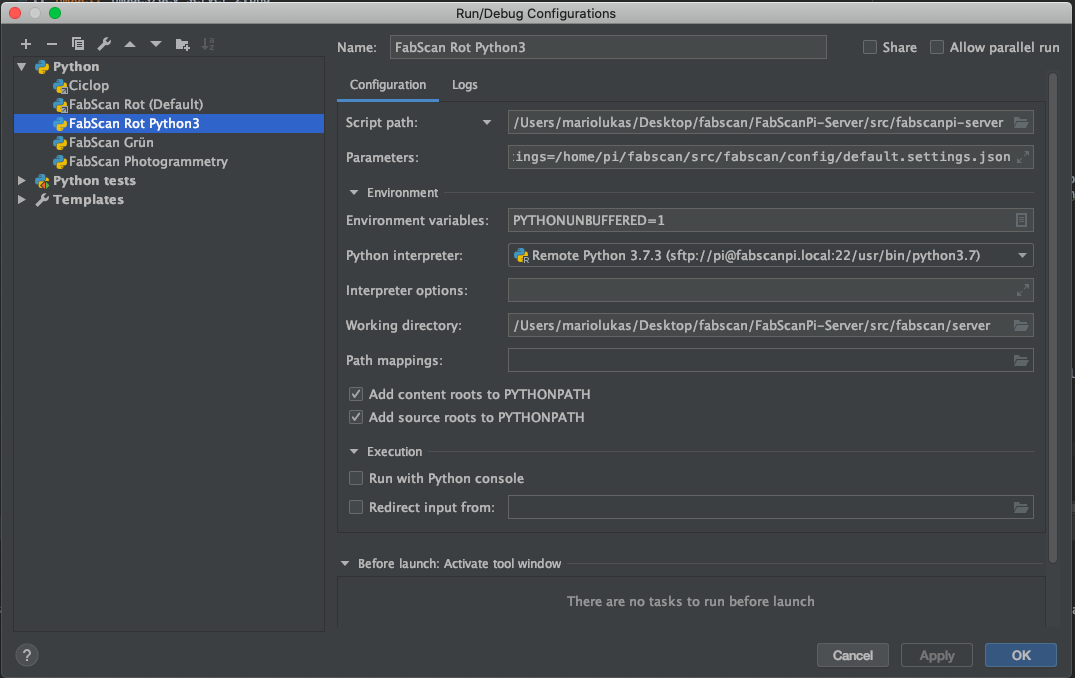 Run/Debug Configurations
Name: FabScan Rot Python3 Share Allow parallel run
Python
Ciclop
FabScan Rot (Default)
FabScan Rot Python3
FabScan Grün
FabScan Photogrammetry
Python tests
Templates
Configuration Logs
Script path: /Users/mariolukas/Desktop/fabscan/FabScanPi-Server/src/fabscanpi-server
Parameters: :ings=/home/pi/fabscan/src/fabscan/config/default.settings.json
Environment
Environment variables: PYTHONUNBUFFERED=1
Python interpreter: Remote Python 3.7.3 (sftp://pi@fabscanpi.local:22/usr/bin/python3.7)
Interpreter options:
Working directory: /Users/mariolukas/Desktop/fabscan/FabScanPi-Server/src/fabscan/server
Path mappings:
Add content roots to PYTHONPATH
Add source roots to PYTHONPATH
Execution
Run with Python console
Redirect input from:
Before launch: Activate tool window
There are no tasks to run before launch
? Cancel Apply OK